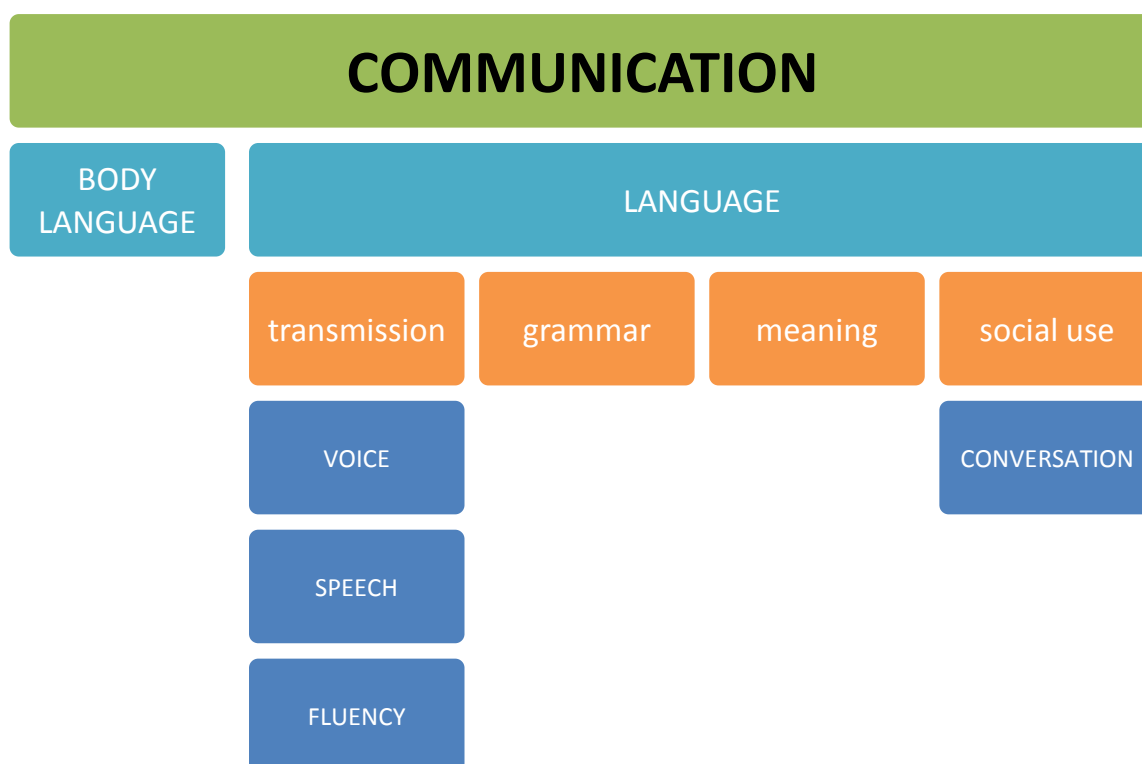 COMMUNICATION
BODY
LANGUAGE
LANGUAGE
transmission
grammar
meaning
social use
VOICE
CONVERSATION
SPEECH
FLUENCY